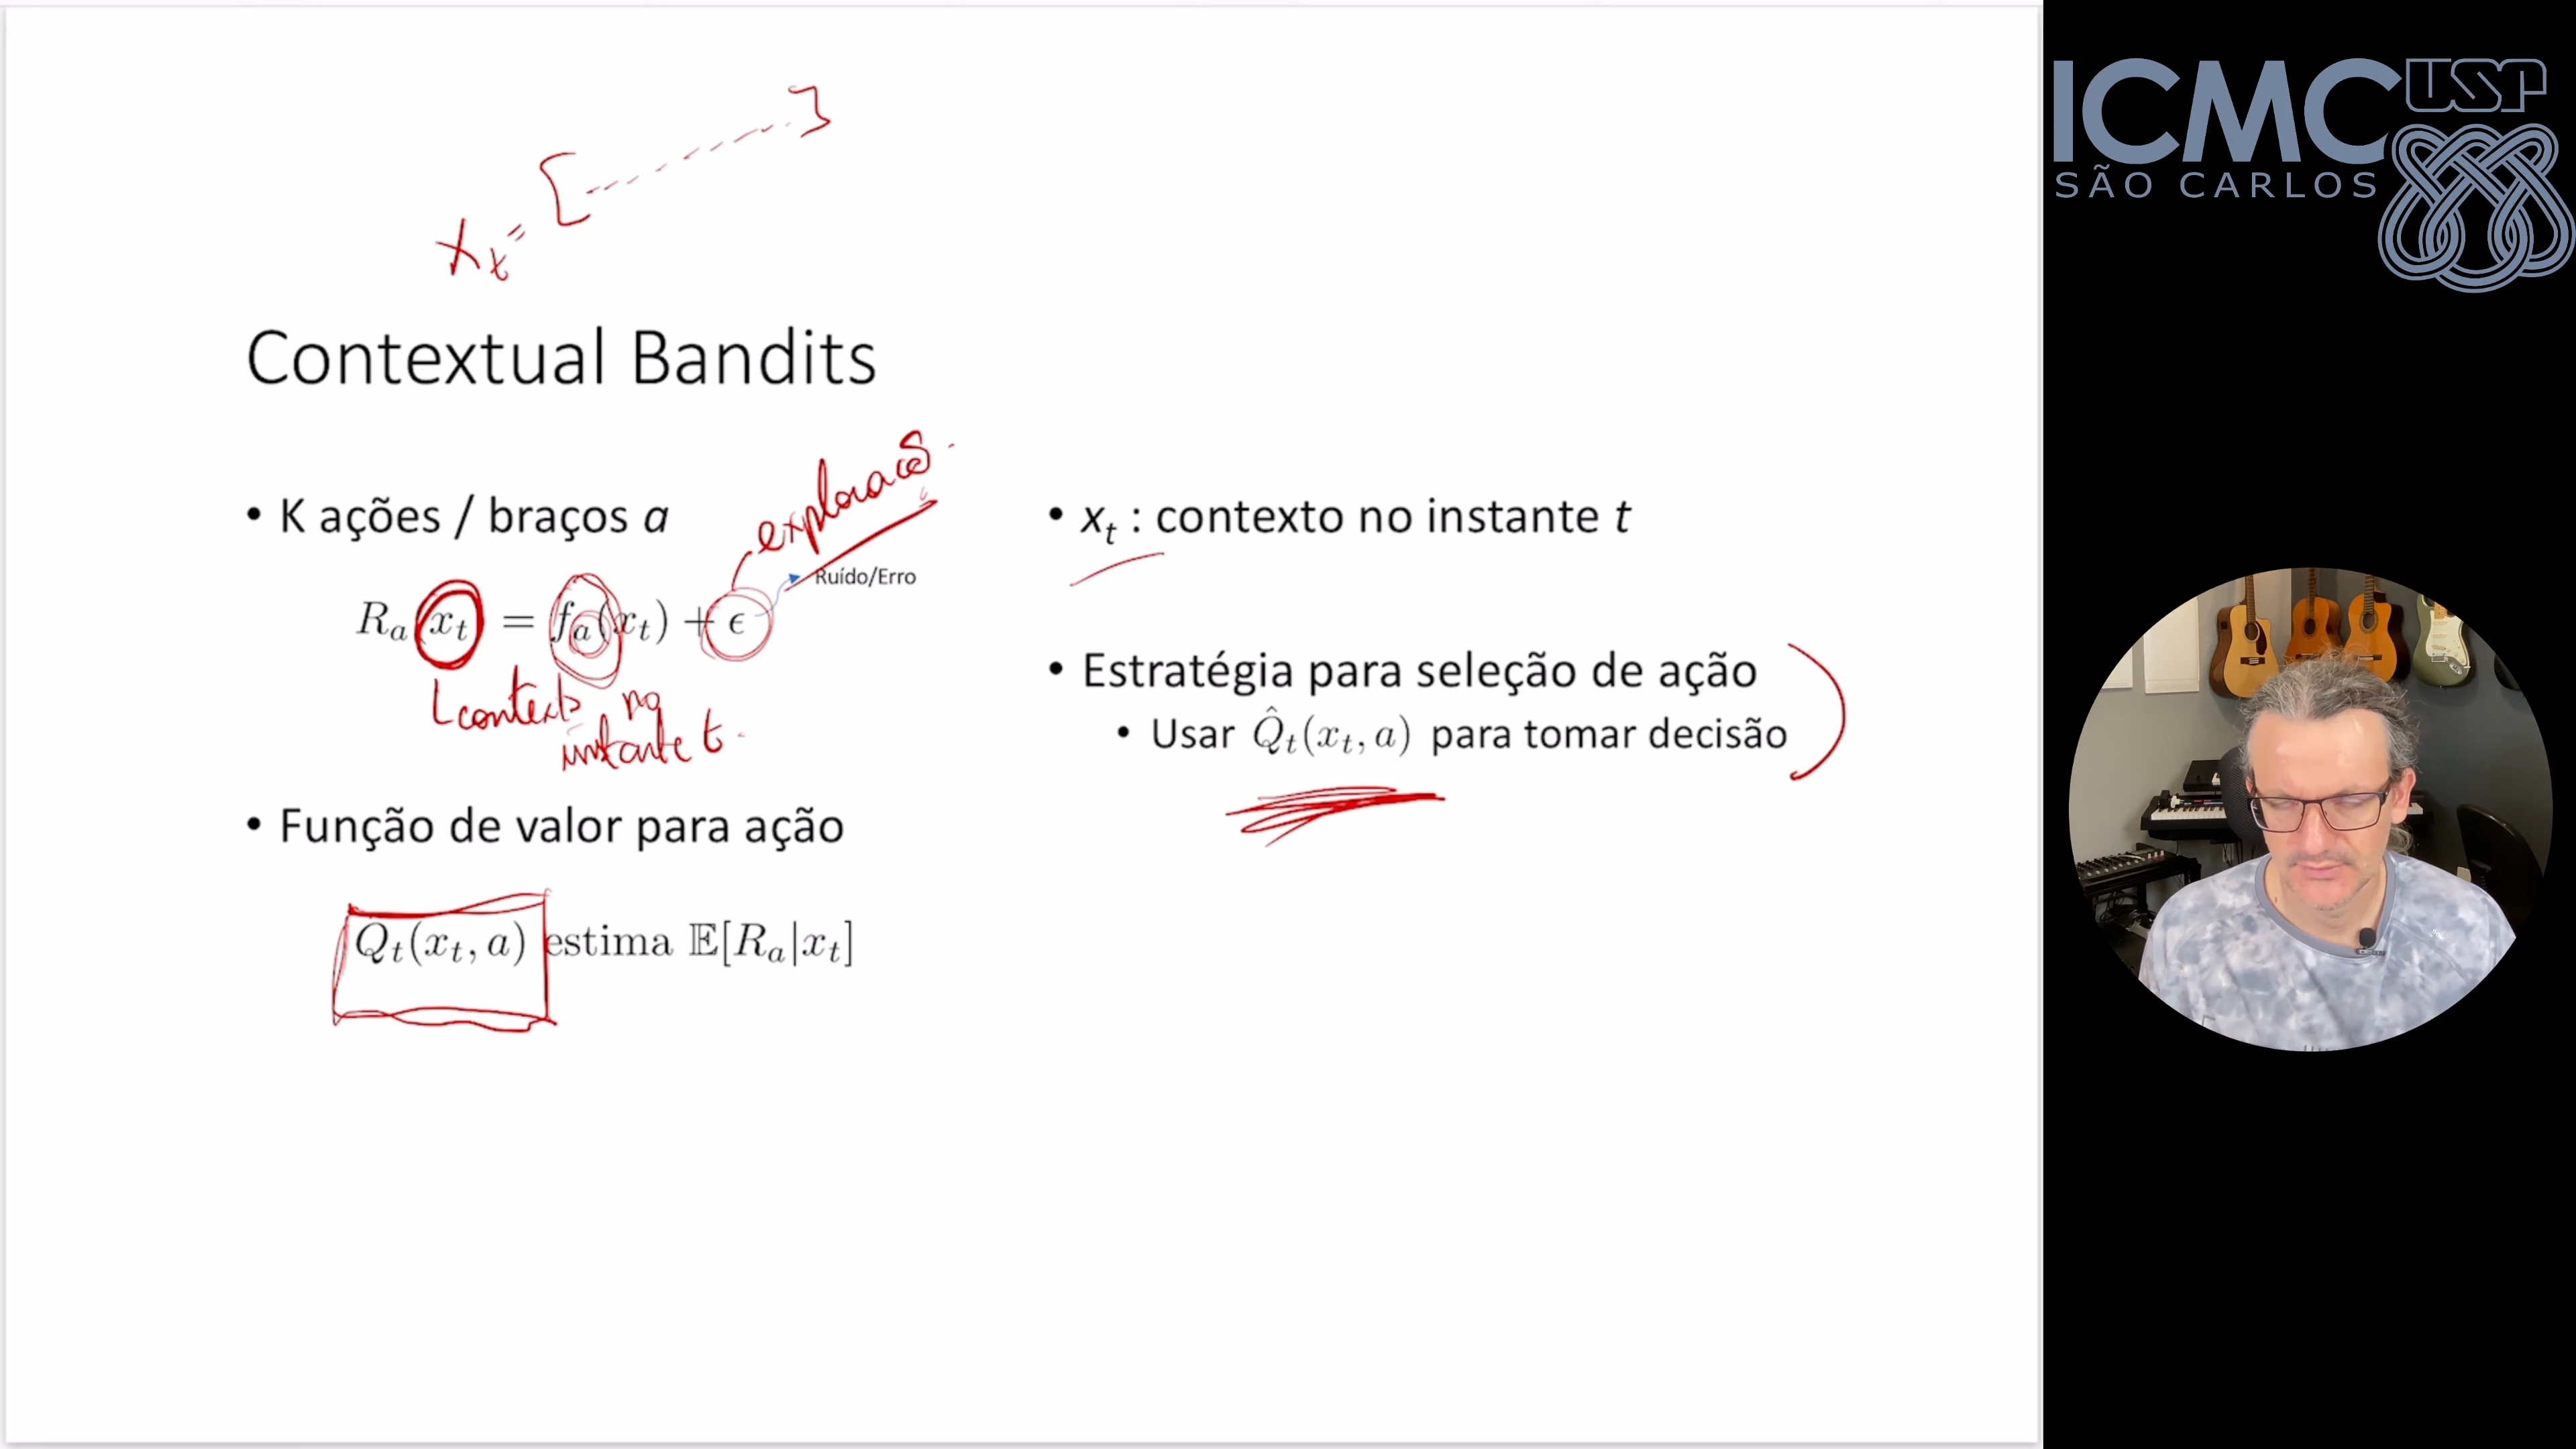 x_t = [ - - - - - - ]
Contextual Bandits
• K ações / braços a
exploração.
Ruído/Erro
R_a(x_t) = f_a(x_t) + ϵ
contexto no
instante t.
• Função de valor para ação
Q_t(x_t, a) estima 𝔼[R_a|x_t]
• x_t : contexto no instante t
• Estratégia para seleção de ação
• Usar Q̂_t(x_t, a) para tomar decisão
ICMC USP
SÃO CARLOS